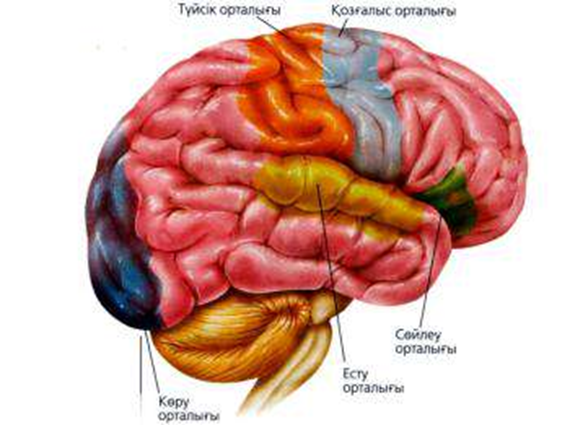 Түйсік орталығы
Қозғалыс орталығы
Сөйлеу
орталығы
Есту
орталығы
Көру
орталығы